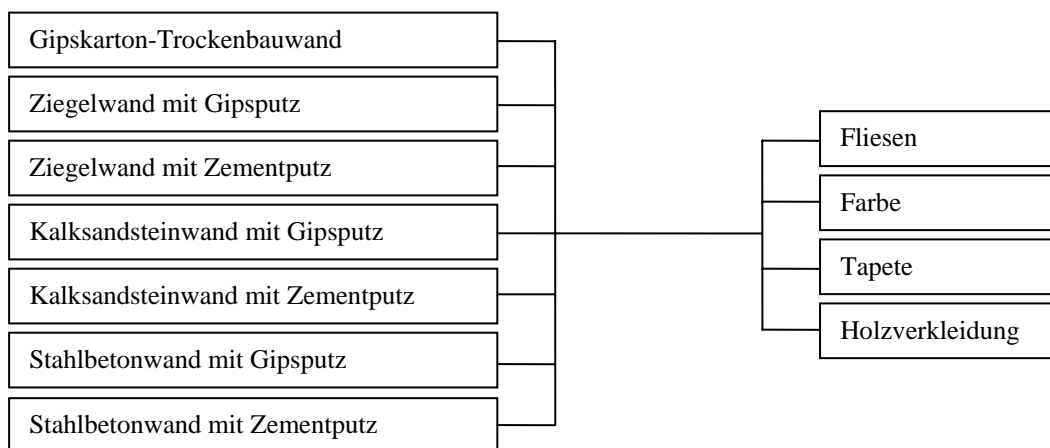 Gipskarton-Trockenbauwand
Ziegelwand mit Gipsputz
Ziegelwand mit Zementputz
Kalksandsteinwand mit Gipsputz
Kalksandsteinwand mit Zementputz
Stahlbetonwand mit Gipsputz
Stahlbetonwand mit Zementputz
Fliesen
Farbe
Tapete
Holzverkleidung